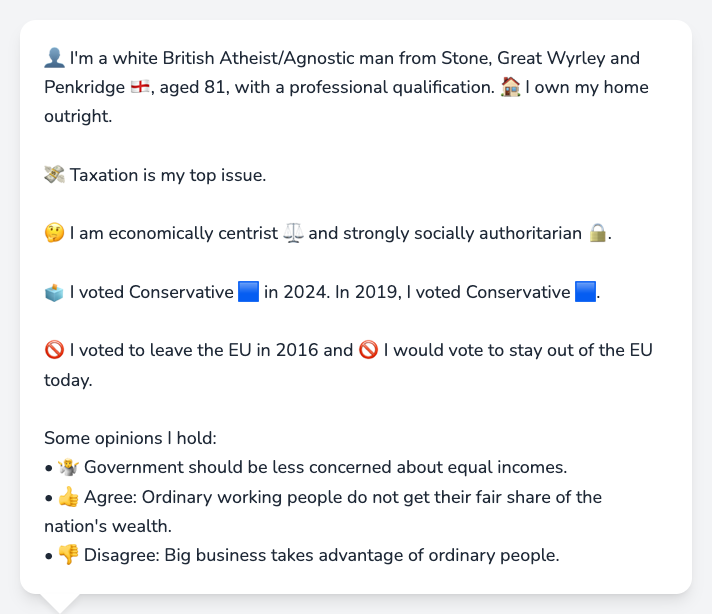 👤 I'm a white British Atheist/Agnostic man from Stone, Great Wyrley and
Penkridge 🏴󠁧󠁢󠁥󠁮󠁧󠁿, aged 81, with a professional qualification. 🏠 I own my home
outright.
💸 Taxation is my top issue.
🤔 I am economically centrist ⚖️ and strongly socially authoritarian 🔒.
🗳️ I voted Conservative 🟦 in 2024. In 2019, I voted Conservative 🟦.
🚫 I voted to leave the EU in 2016 and 🚫 I would vote to stay out of the EU
today.
Some opinions I hold:
• 🤷 Government should be less concerned about equal incomes.
• 👍 Agree: Ordinary working people do not get their fair share of the
nation's wealth.
• 👎 Disagree: Big business takes advantage of ordinary people.